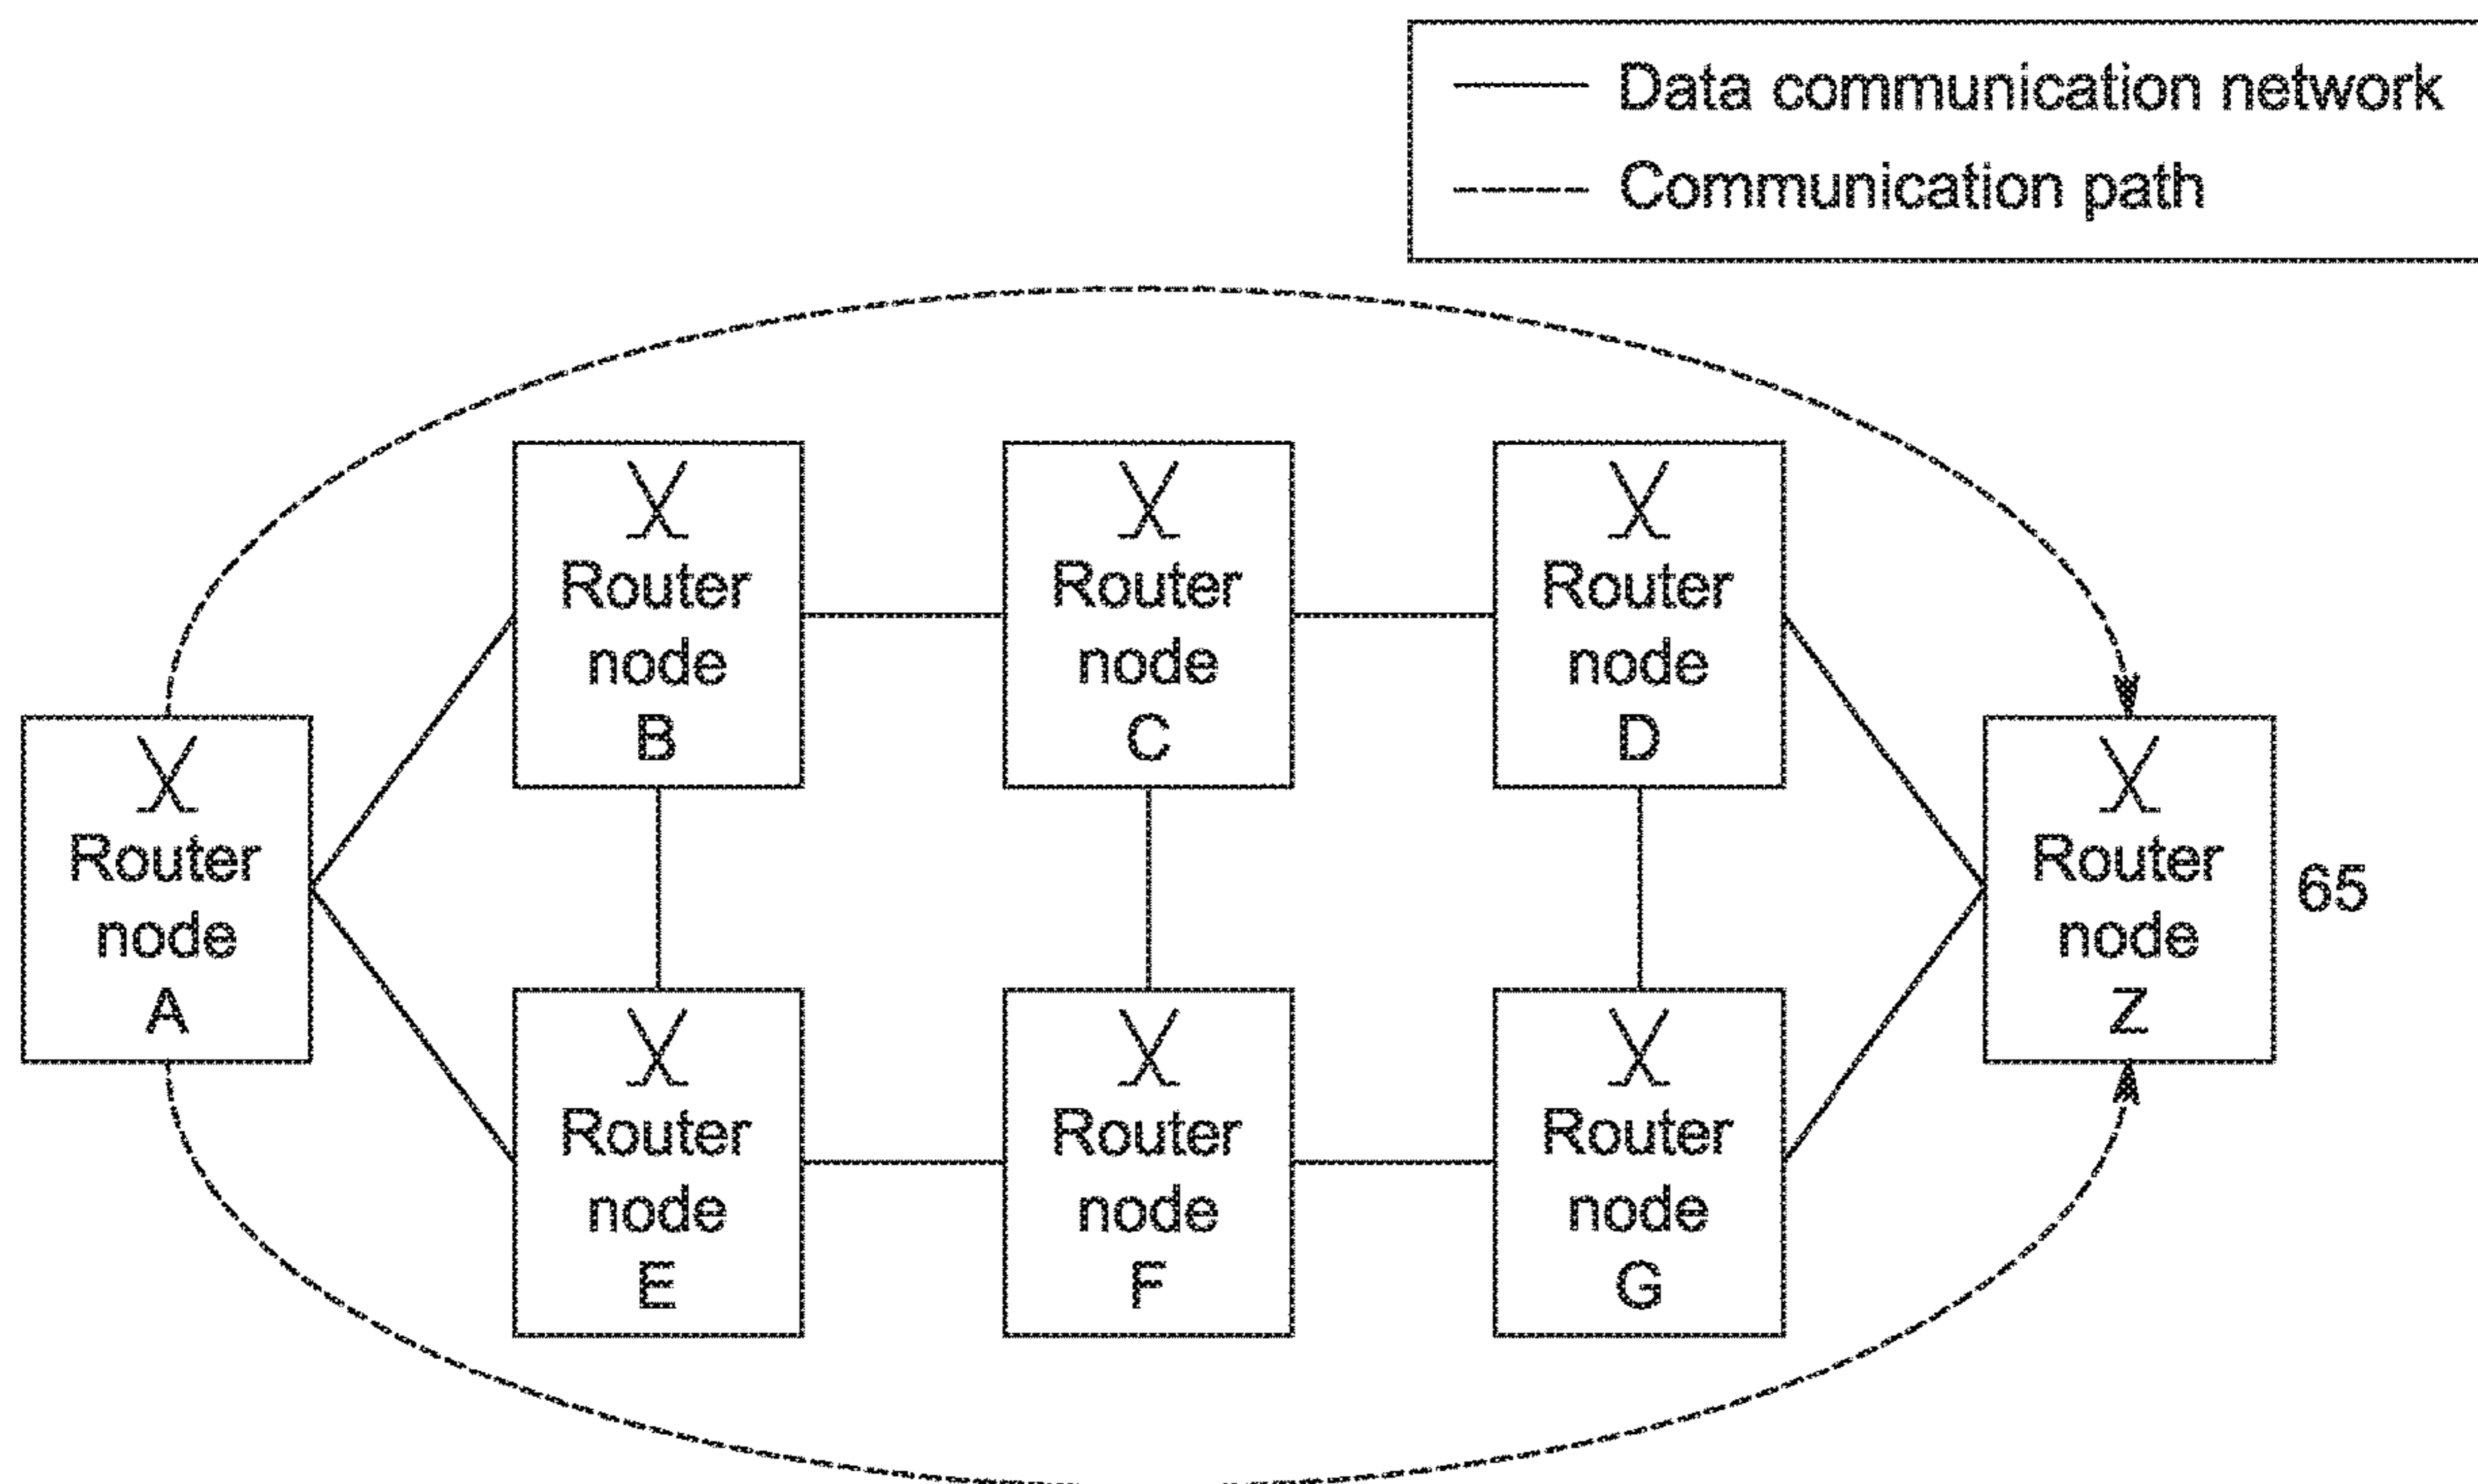 Data communication network
Communication path
Router
node
B
Router
node
C
Router
node
D
Router
node
A
Router
node
Z
65
Router
node
E
Router
node
F
Router
node
G